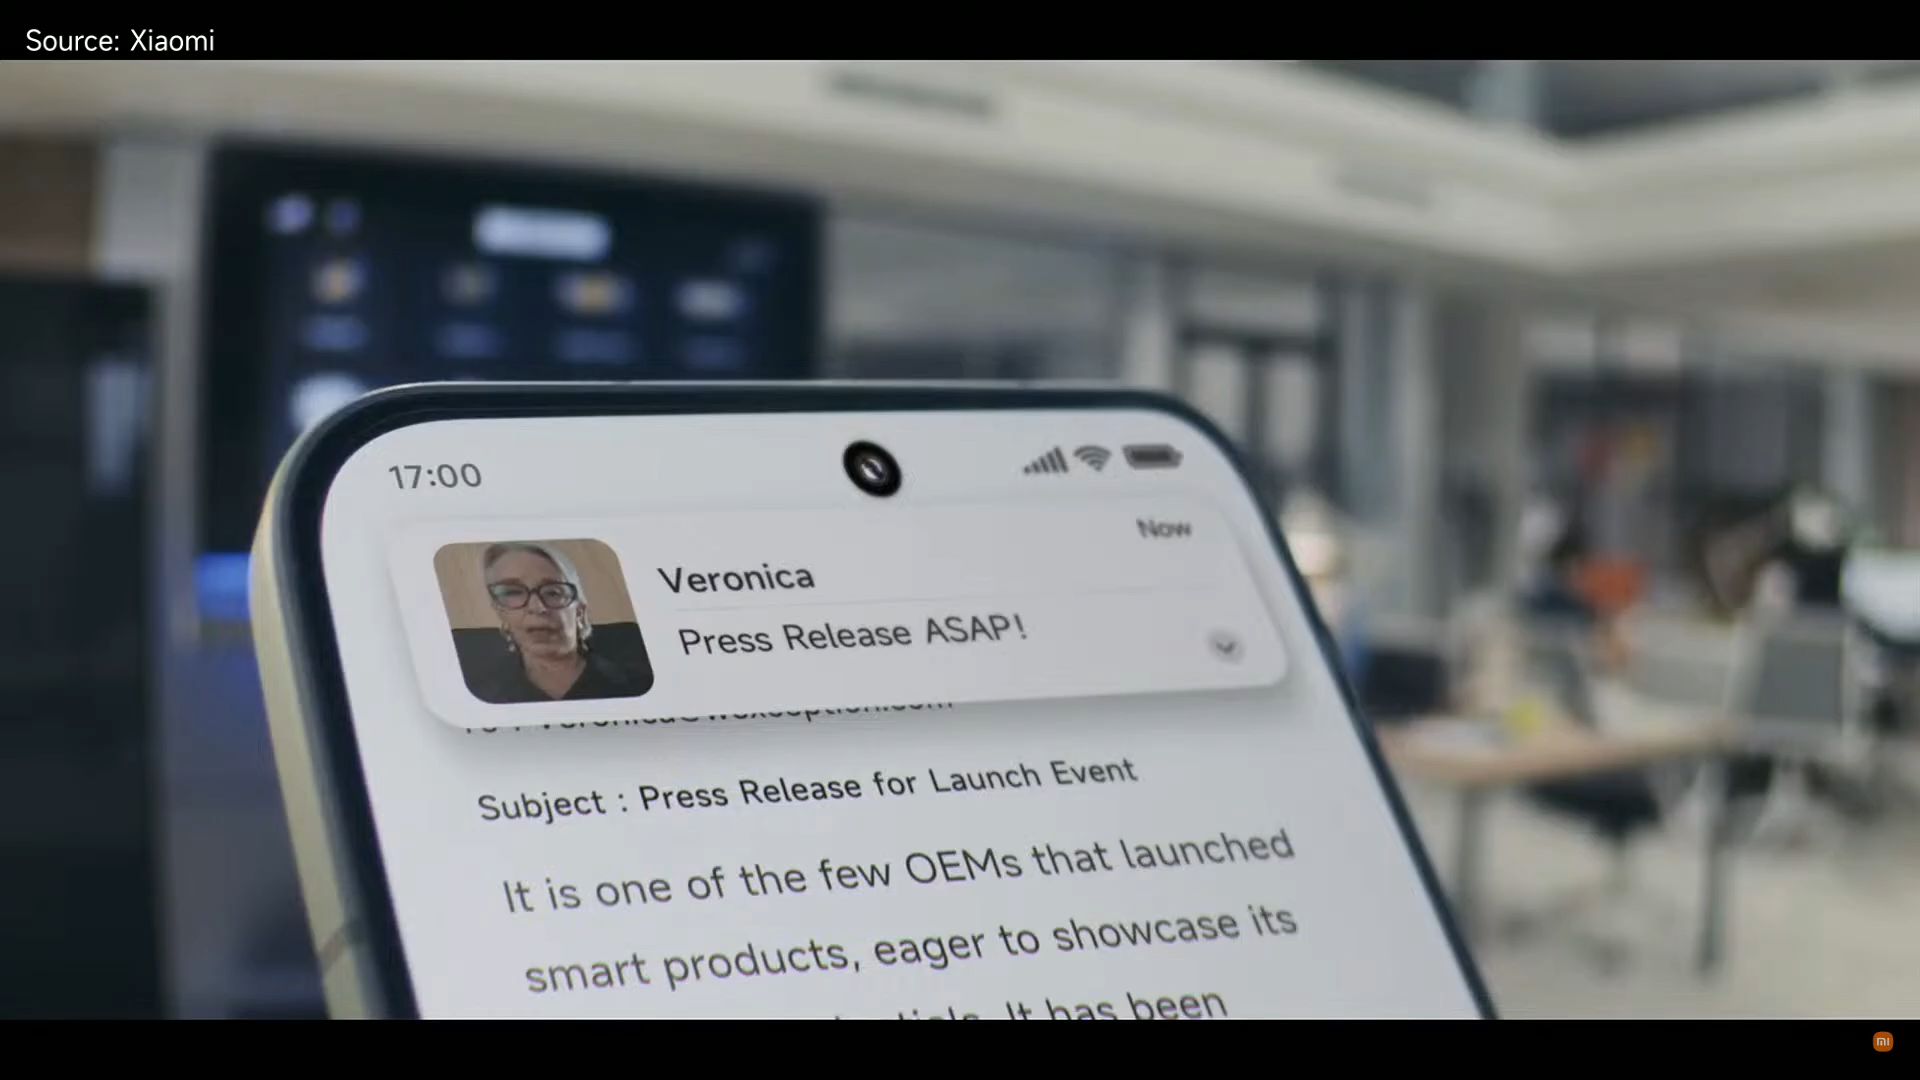 Source: Xiaomi
17:00
Now
Veronica
Press Release ASAP!
Subject : Press Release for Launch Event
It is one of the few OEMs that launched
smart products, eager to showcase its
It has been
mi